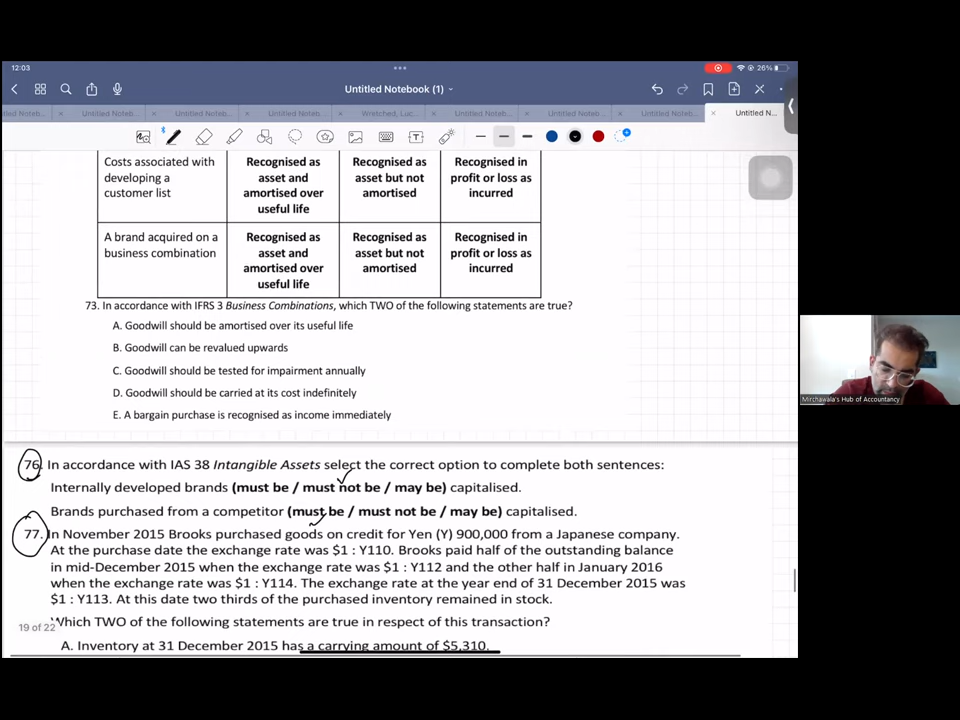 12:03
26%
Untitled Notebook (1)
Untitled Noteb...
Untitled Noteb...
Untitled Noteb...
Untitled Notebo...
Wretched, Luc...
Untitled Notebo...
Untitled Notebo...
Untitled N...
Costs associated with developing a customer list
Recognised as asset and amortised over useful life
Recognised as asset but not amortised
Recognised in profit or loss as incurred
A brand acquired on a business combination
Recognised as asset and amortised over useful life
Recognised as asset but not amortised
Recognised in profit or loss as incurred
73. In accordance with IFRS 3 Business Combinations, which TWO of the following statements are true?
A. Goodwill should be amortised over its useful life
B. Goodwill can be revalued upwards
C. Goodwill should be tested for impairment annually
D. Goodwill should be carried at its cost indefinitely
E. A bargain purchase is recognised as income immediately
76. In accordance with IAS 38 Intangible Assets select the correct option to complete both sentences:
Internally developed brands (must be / must not be / may be) capitalised.
Brands purchased from a competitor (must be / must not be / may be) capitalised.
77. In November 2015 Brooks purchased goods on credit for Yen (Y) 900,000 from a Japanese company.
At the purchase date the exchange rate was $1 : Y110. Brooks paid half of the outstanding balance
in mid-December 2015 when the exchange rate was $1 : Y112 and the other half in January 2016
when the exchange rate was $1 : Y114. The exchange rate at the year end of 31 December 2015 was
$1 : Y113. At this date two thirds of the purchased inventory remained in stock.
Which TWO of the following statements are true in respect of this transaction?
19 of 22
A. Inventory at 31 December 2015 has a carrying amount of $5,310.
Mirchawala's Hub of Accountancy